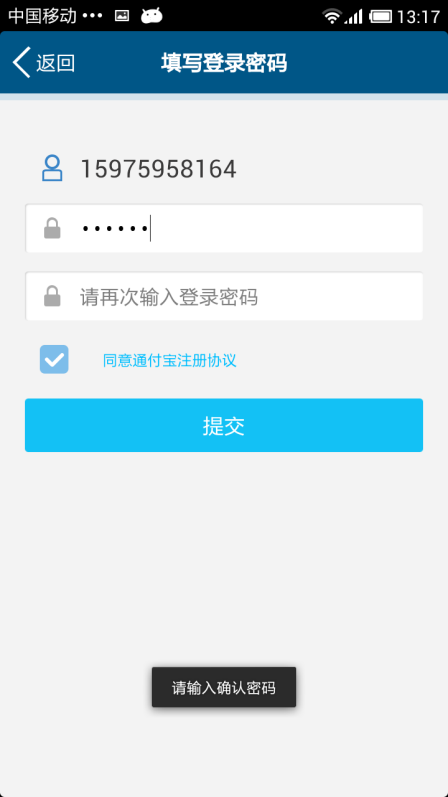 中国移动 ••• 13:17
返回 填写登录密码
15975958164
••••••
请再次输入登录密码
同意通付宝注册协议
提交
请输入确认密码